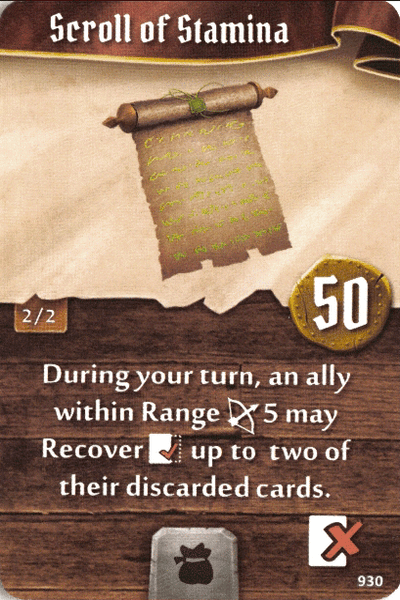 Scroll of Stamina
50
2/2
During your turn, an ally
within Range 5 may
Recover up to two of
their discarded cards.
930